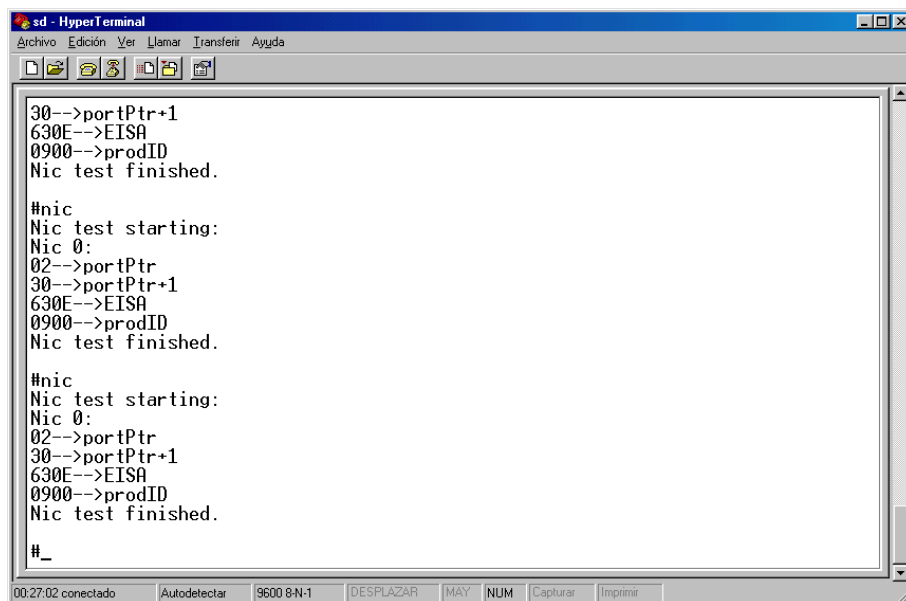 sd - HyperTerminal
Archivo Edición Ver Llamar Transferir Ayuda
30-->portPtr+1
630E-->EISA
0900-->prodID
Nic test finished.
#nic
Nic test starting:
Nic 0:
02-->portPtr
30-->portPtr+1
630E-->EISA
0900-->prodID
Nic test finished.
#nic
Nic test starting:
Nic 0:
02-->portPtr
30-->portPtr+1
630E-->EISA
0900-->prodID
Nic test finished.
#_
00:27:02 conectado Autodetectar 9600 8-N-1 DESPLAZAR MAY NUM Capturar Imprimir